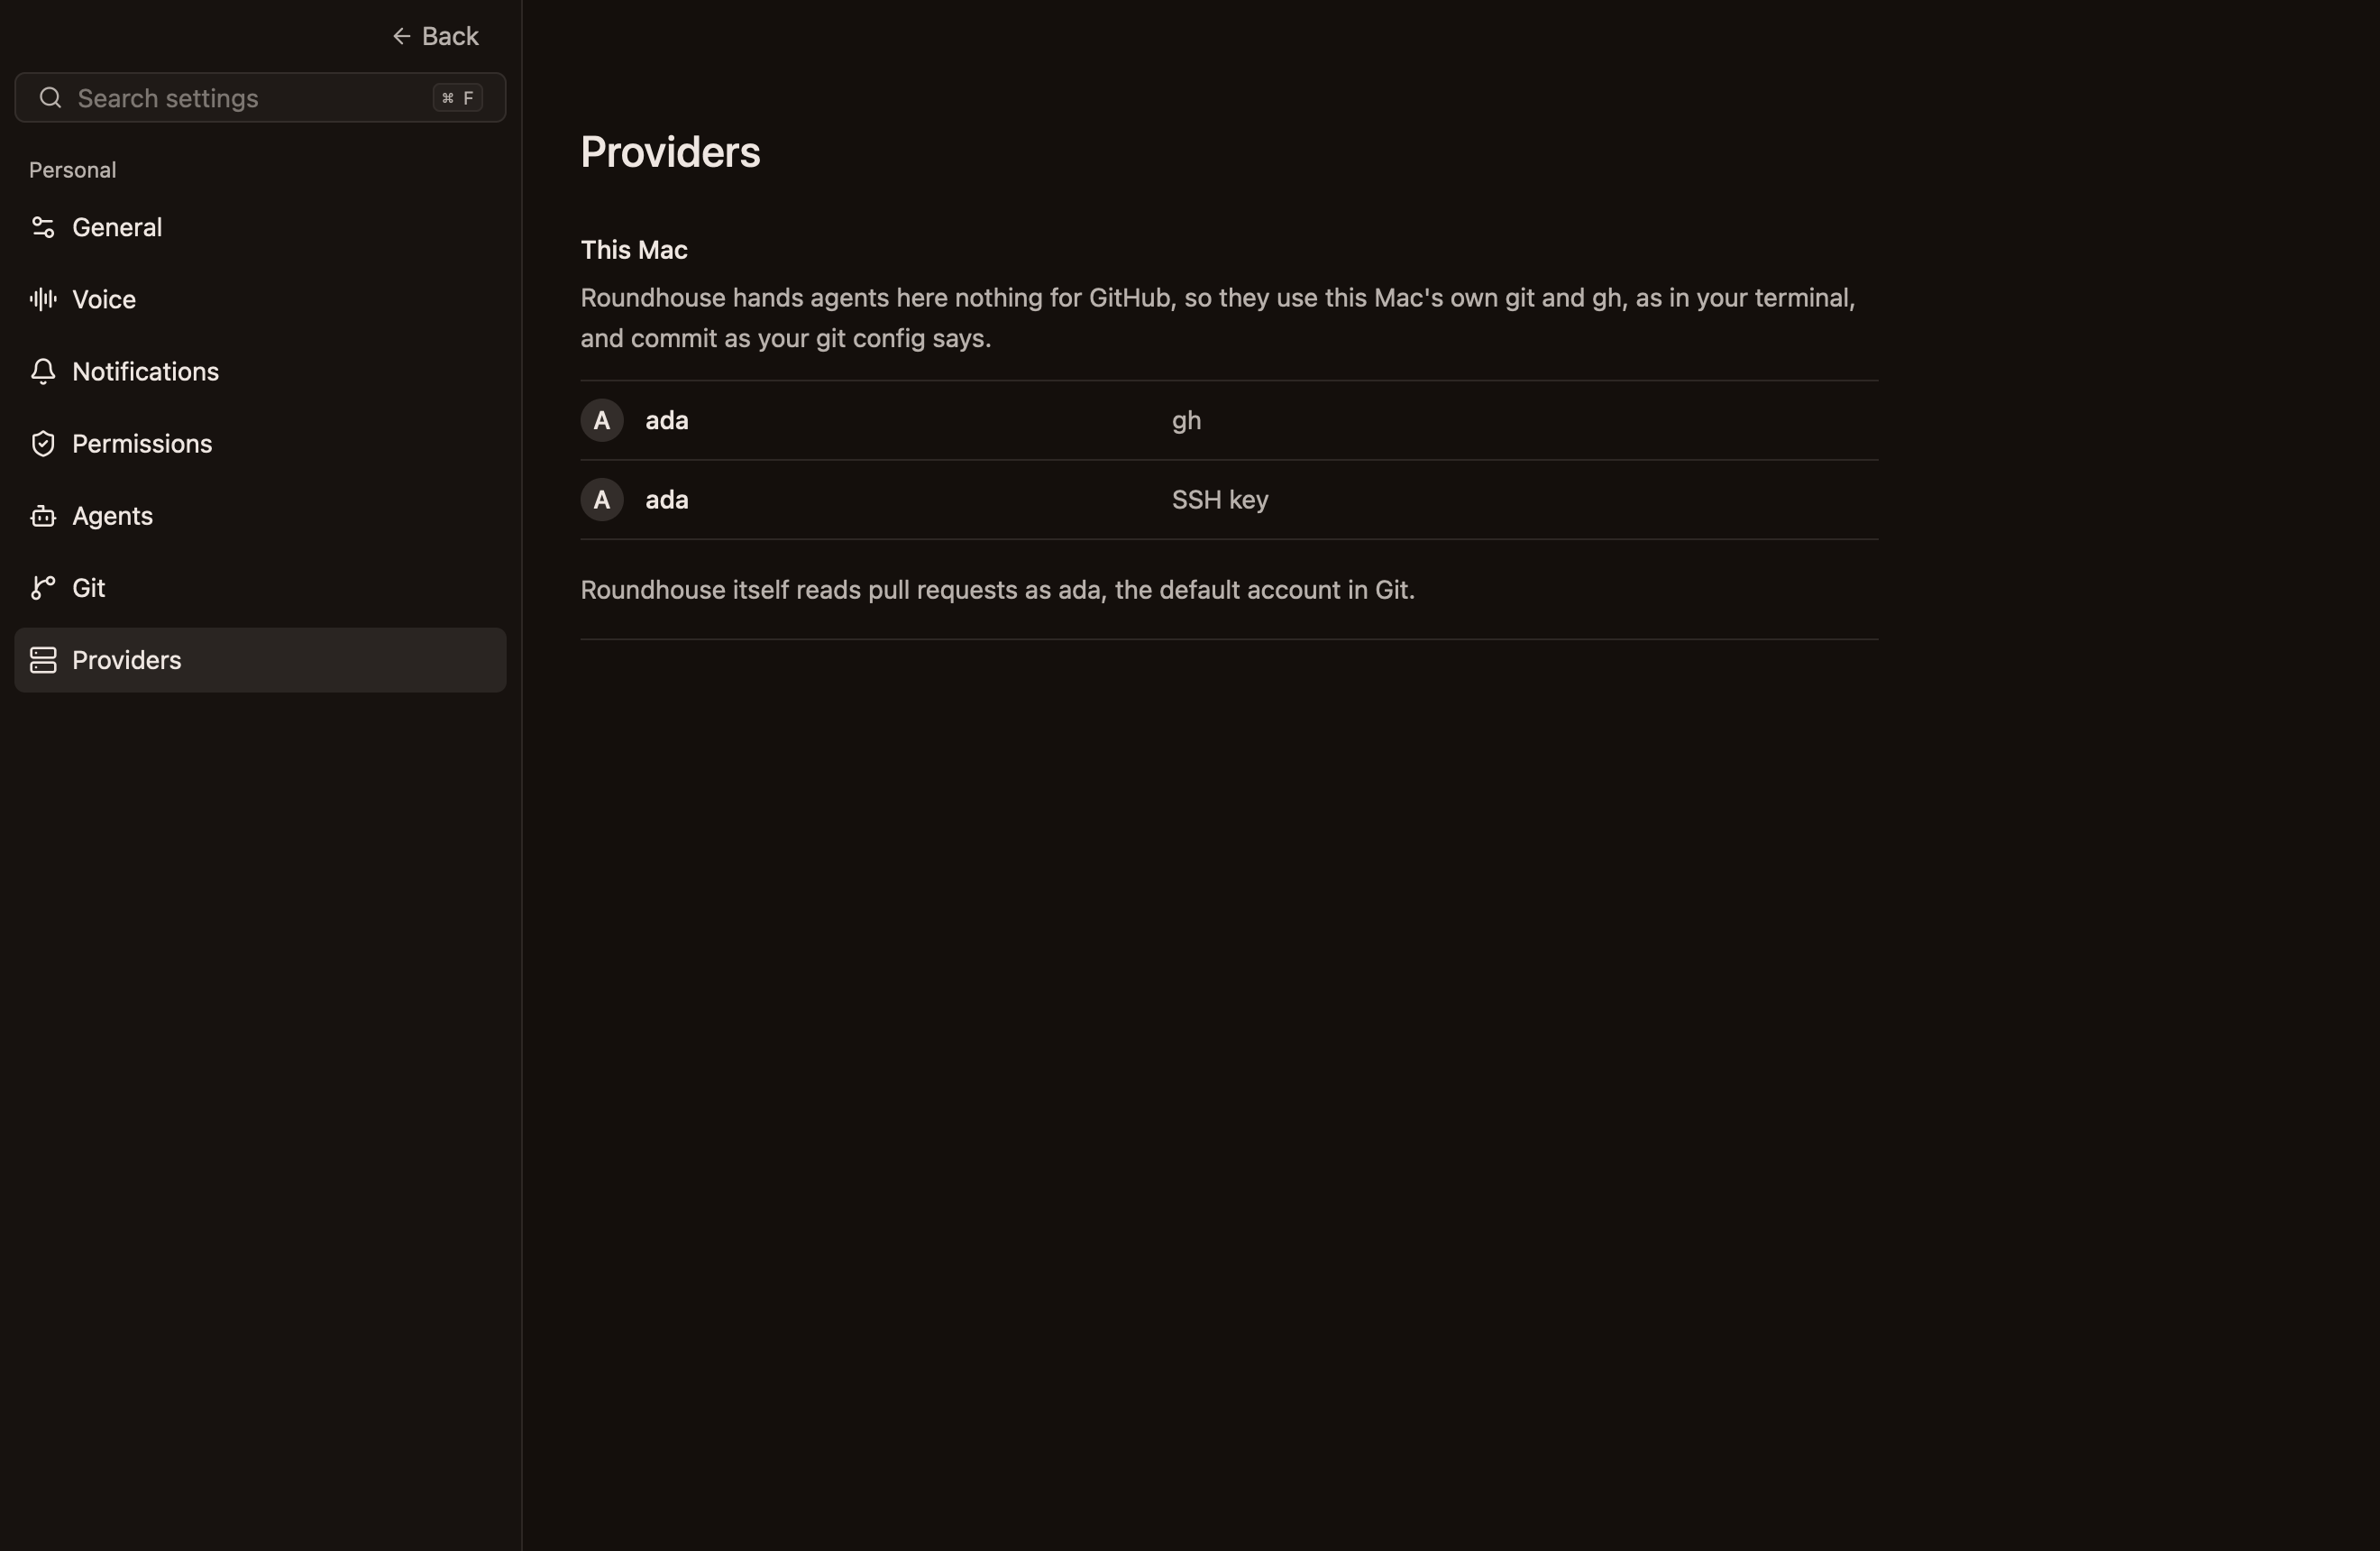 Back
Search settings
⌘ F
Personal
General
Voice
Notifications
Permissions
Agents
Git
Providers
Providers
This Mac
Roundhouse hands agents here nothing for GitHub, so they use this Mac's own git and gh, as in your terminal,
and commit as your git config says.
A ada gh
A ada SSH key
Roundhouse itself reads pull requests as ada, the default account in Git.